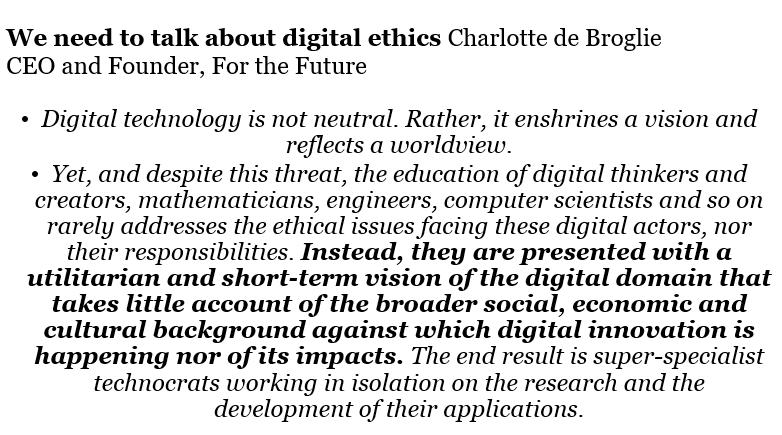 We need to talk about digital ethics Charlotte de Broglie
CEO and Founder, For the Future
• Digital technology is not neutral. Rather, it enshrines a vision and
reflects a worldview.
• Yet, and despite this threat, the education of digital thinkers and
creators, mathematicians, engineers, computer scientists and so on
rarely addresses the ethical issues facing these digital actors, nor
their responsibilities. Instead, they are presented with a
utilitarian and short-term vision of the digital domain that
takes little account of the broader social, economic and
cultural background against which digital innovation is
happening nor of its impacts. The end result is super-specialist
technocrats working in isolation on the research and the
development of their applications.